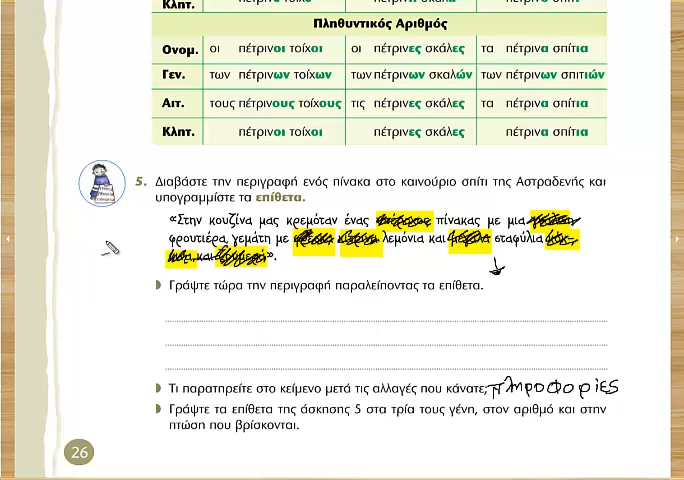 Κλητ.
Πληθυντικός Αριθμός
Ονομ. οι πέτρινοι τοίχοι οι πέτρινες σκάλες τα πέτρινα σπίτια
Γεν. των πέτρινων τοίχων των πέτρινων σκαλών των πέτρινων σπιτιών
Αιτ. τους πέτρινους τοίχους τις πέτρινες σκάλες τα πέτρινα σπίτια
Κλητ. πέτρινοι τοίχοι πέτρινες σκάλες πέτρινα σπίτια
5. Διαβάστε την περιγραφή ενός πίνακα στο καινούριο σπίτι της Αστραδενής και
υπογραμμίστε τα επίθετα.
«Στην κουζίνα μας κρεμόταν ένας πίνακας με μια
φρουτιέρα, γεμάτη με λεμόνια και σταφύλια
και ».
Γράψτε τώρα την περιγραφή παραλείποντας τα επίθετα.
Τι παρατηρείτε στο κείμενο μετά τις αλλαγές που κάνατε; πληροφορίες
Γράψτε τα επίθετα της άσκησης 5 στα τρία τους γένη, στον αριθμό και στην
πτώση που βρίσκονται.
26